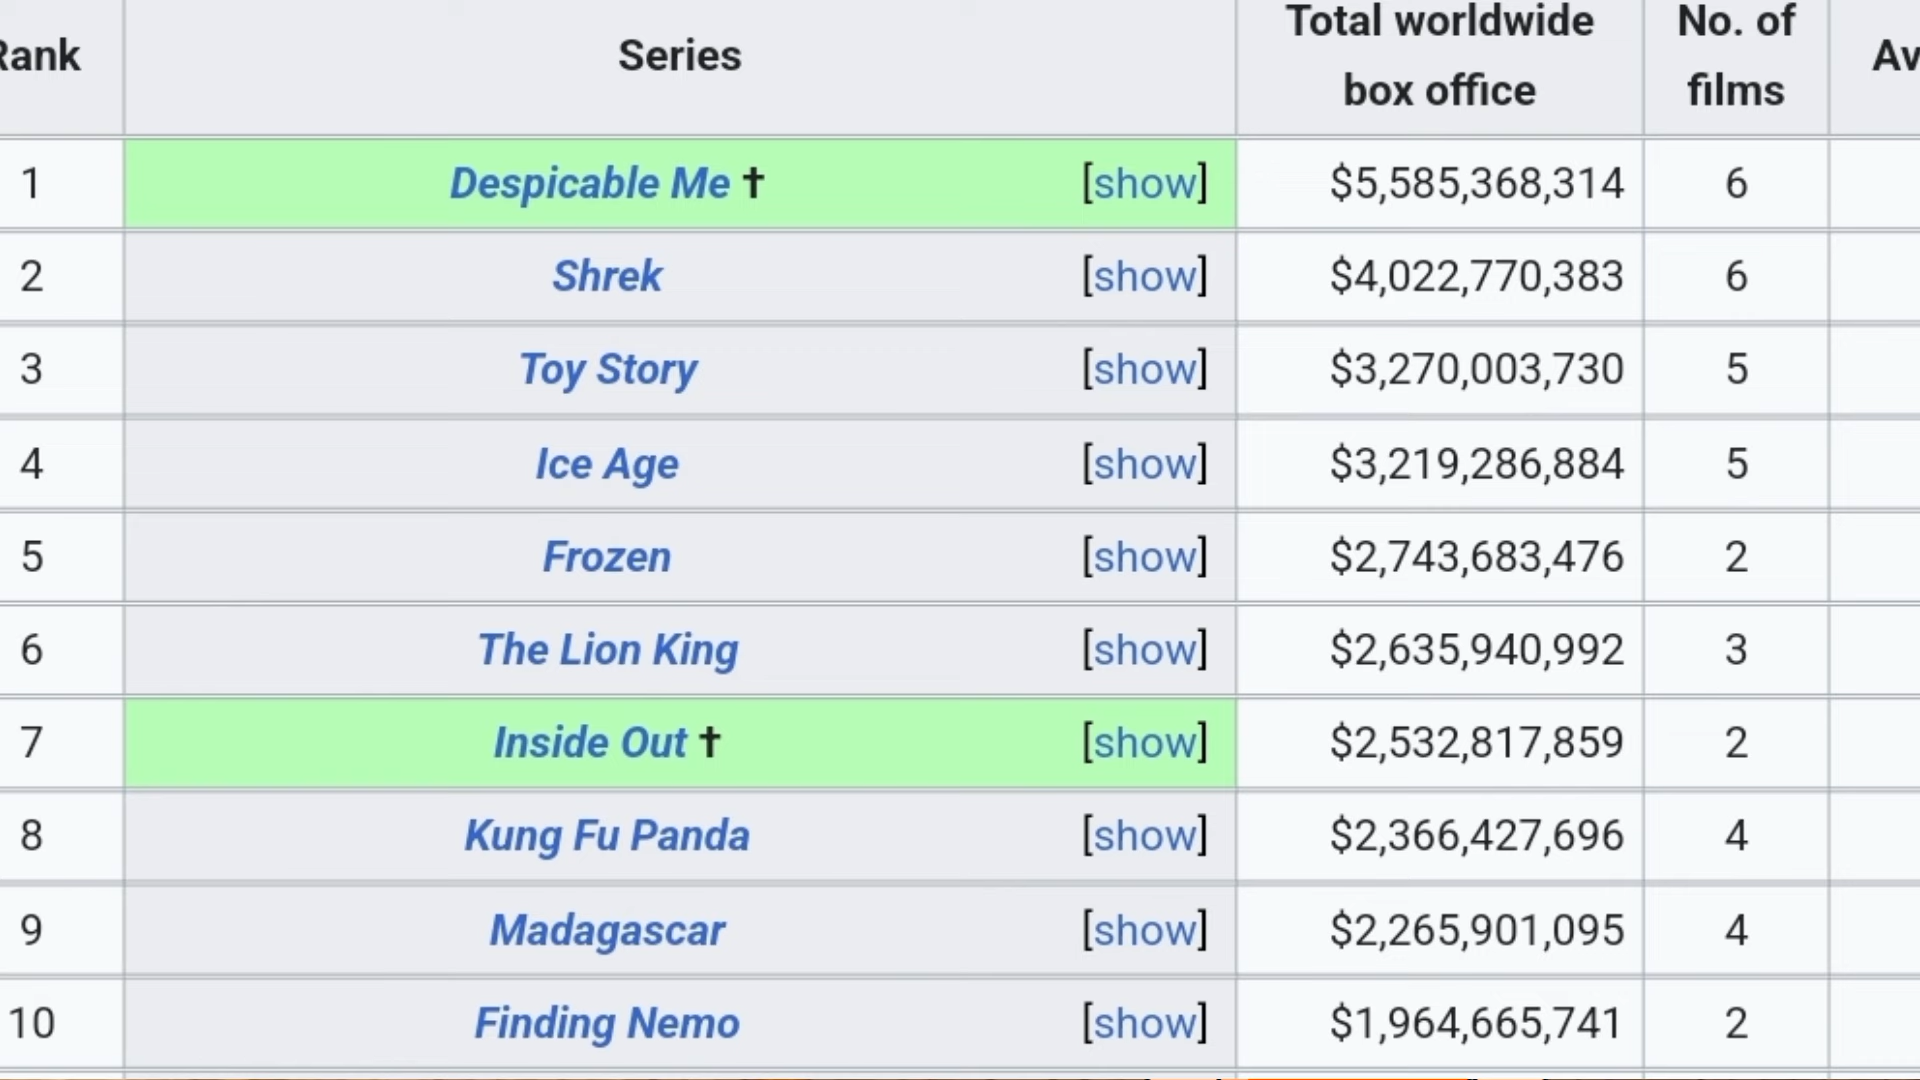 Rank Series Total worldwide box office No. of films Av
1 Despicable Me † [show] $5,585,368,314 6
2 Shrek [show] $4,022,770,383 6
3 Toy Story [show] $3,270,003,730 5
4 Ice Age [show] $3,219,286,884 5
5 Frozen [show] $2,743,683,476 2
6 The Lion King [show] $2,635,940,992 3
7 Inside Out † [show] $2,532,817,859 2
8 Kung Fu Panda [show] $2,366,427,696 4
9 Madagascar [show] $2,265,901,095 4
10 Finding Nemo [show] $1,964,665,741 2